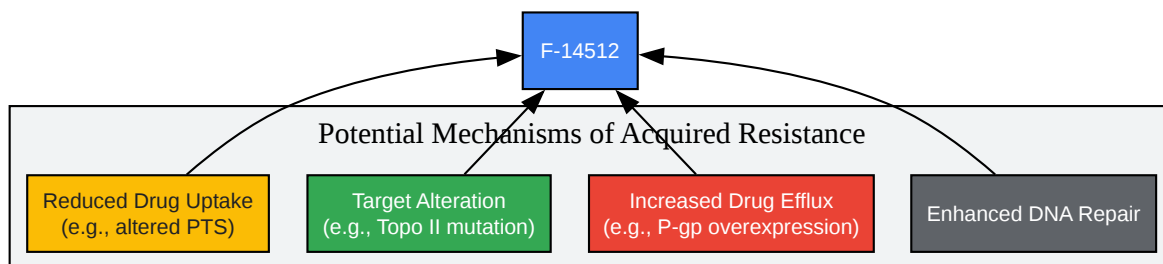 F-14512
Potential Mechanisms of Acquired Resistance
Reduced Drug Uptake
(e.g., altered PTS)
Target Alteration
(e.g., Topo II mutation)
Increased Drug Efflux
(e.g., P-gp overexpression)
Enhanced DNA Repair